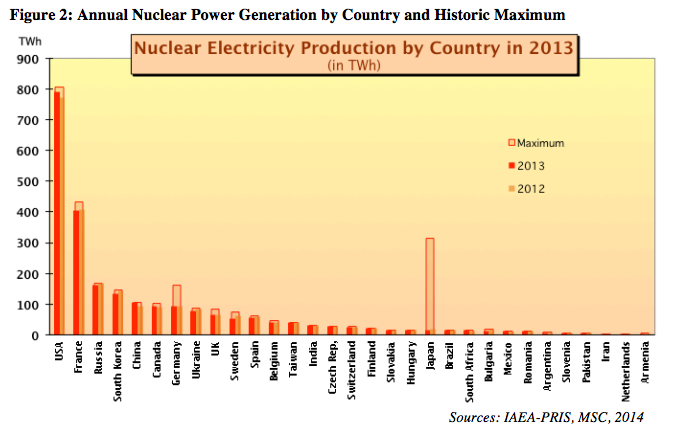 Figure 2: Annual Nuclear Power Generation by Country and Historic Maximum
TWh
Nuclear Electricity Production by Country in 2013
(in TWh)
900
800
700
600
500
400
300
200
100
0
Maximum
2013
2012
USA
France
Russia
South Korea
China
Canada
Germany
Ukraine
UK
Sweden
Spain
Belgium
Taiwan
India
Czech Rep,
Switzerland
Finland
Slovakia
Hungary
Japan
Brazil
South Africa
Bulgaria
Mexico
Romania
Argentina
Slovenia
Pakistan
Iran
Netherlands
Armenia
Sources: IAEA-PRIS, MSC, 2014